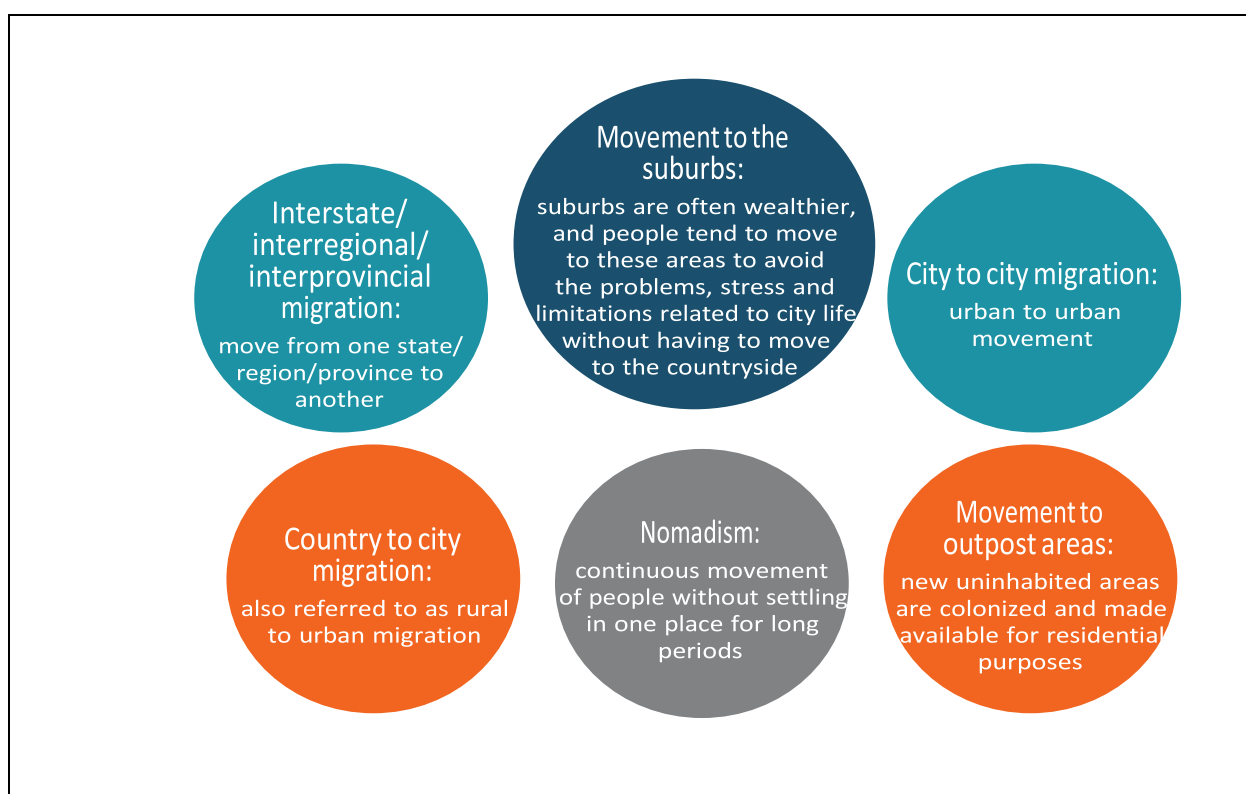 Interstate/
interregional/
interprovincial
migration:
move from one state/
region/province to
another
Movement to the
suburbs:
suburbs are often wealthier,
and people tend to move
to these areas to avoid
the problems, stress and
limitations related to city life
without having to move
to the countryside
City to city migration:
urban to urban
movement
Country to city
migration:
also referred to as rural
to urban migration
Nomadism:
continuous movement
of people without settling
in one place for long
periods
Movement to
outpost areas:
new uninhabited areas
are colonized and made
available for residential
purposes